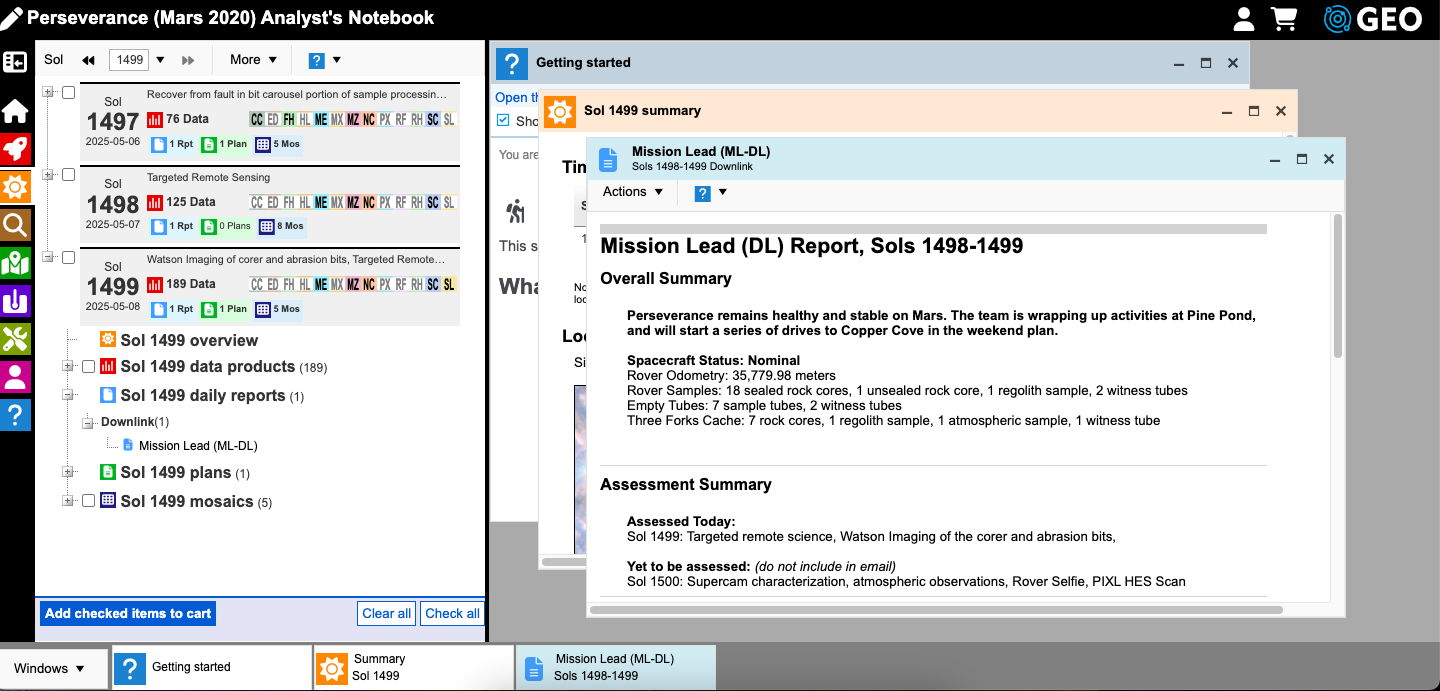 Perseverance (Mars 2020) Analyst's Notebook
GEO
Sol 1499 More ?
Sol
1497
2025-05-06
Recover from fault in bit carousel portion of sample processin…
76 Data
CC ED FH HL ME MX MZ NC PX RF RH SC SL
1 Rpt 1 Plan 5 Mos
Sol
1498
2025-05-07
Targeted Remote Sensing
125 Data
CC ED FH HL ME MX MZ NC PX RF RH SC SL
1 Rpt 0 Plans 8 Mos
Sol
1499
2025-05-08
Watson Imaging of corer and abrasion bits, Targeted Remote…
189 Data
CC ED FH HL ME MX MZ NC PX RF RH SC SL
1 Rpt 1 Plan 5 Mos
Sol 1499 overview
Sol 1499 data products (189)
Sol 1499 daily reports (1)
Downlink(1)
Mission Lead (ML-DL)
Sol 1499 plans (1)
Sol 1499 mosaics (5)
Add checked items to cart Clear all Check all
? Getting started
Open th
Sho
You are
This s
Wha
Sol 1499 summary
Tim
S
1
No
loc
Loc
Si
Mission Lead (ML-DL)
Sols 1498-1499 Downlink
Actions ?
Mission Lead (DL) Report, Sols 1498-1499
Overall Summary
Perseverance remains healthy and stable on Mars. The team is wrapping up activities at Pine Pond,
and will start a series of drives to Copper Cove in the weekend plan.
Spacecraft Status: Nominal
Rover Odometry: 35,779.98 meters
Rover Samples: 18 sealed rock cores, 1 unsealed rock core, 1 regolith sample, 2 witness tubes
Empty Tubes: 7 sample tubes, 2 witness tubes
Three Forks Cache: 7 rock cores, 1 regolith sample, 1 atmospheric sample, 1 witness tube
Assessment Summary
Assessed Today:
Sol 1499: Targeted remote science, Watson Imaging of the corer and abrasion bits,
Yet to be assessed: (do not include in email)
Sol 1500: Supercam characterization, atmospheric observations, Rover Selfie, PIXL HES Scan
?
Windows
? Getting started
Summary
Sol 1499
Mission Lead (ML-DL)
Sols 1498-1499